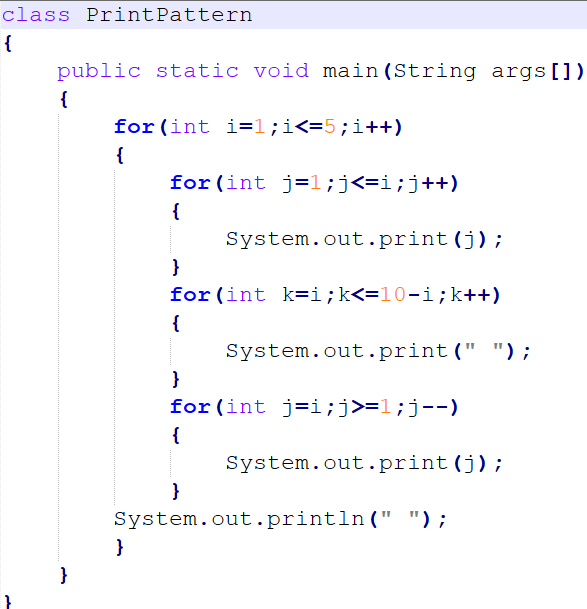 class PrintPattern
{
    public static void main(String args[])
    {
        for(int i=1;i<=5;i++)
        {
            for(int j=1;j<=i;j++)
            {
                System.out.print(j);
            }
            for(int k=i;k<=10-i;k++)
            {
                System.out.print(" ");
            }
            for(int j=i;j>=1;j--)
            {
                System.out.print(j);
            }
        System.out.println(" ");
        }
    }
}